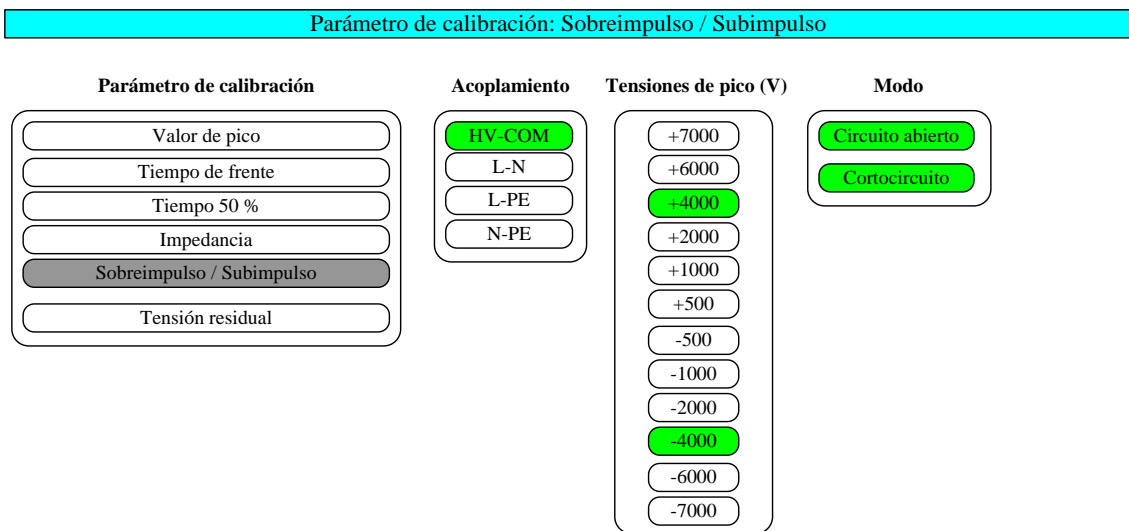 Parámetro de calibración: Sobreimpulso / Subimpulso
Parámetro de calibración
Valor de pico
Tiempo de frente
Tiempo 50 %
Impedancia
Sobreimpulso / Subimpulso
Tensión residual
Acoplamiento
HV-COM
L-N
L-PE
N-PE
Tensiones de pico (V)
+7000
+6000
+4000
+2000
+1000
+500
-500
-1000
-2000
-4000
-6000
-7000
Modo
Circuito abierto
Cortocircuito